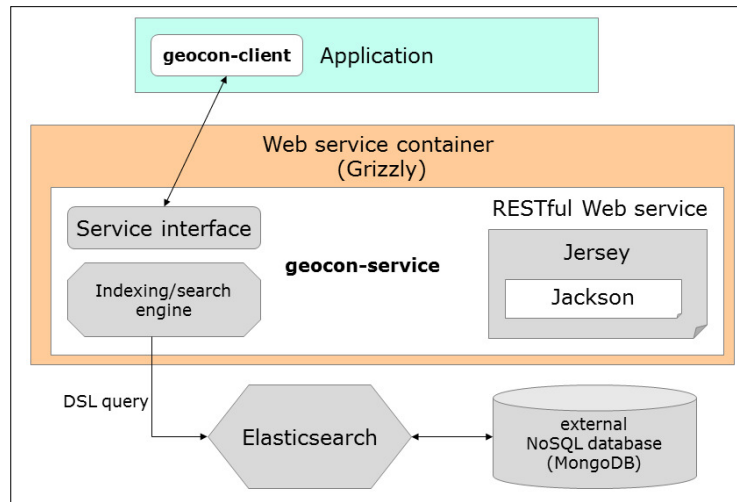 geocon-client
Application
Web service container
(Grizzly)
Service interface
RESTful Web service
geocon-service
Jersey
Jackson
Indexing/search
engine
DSL query
Elasticsearch
external
NoSQL database
(MongoDB)